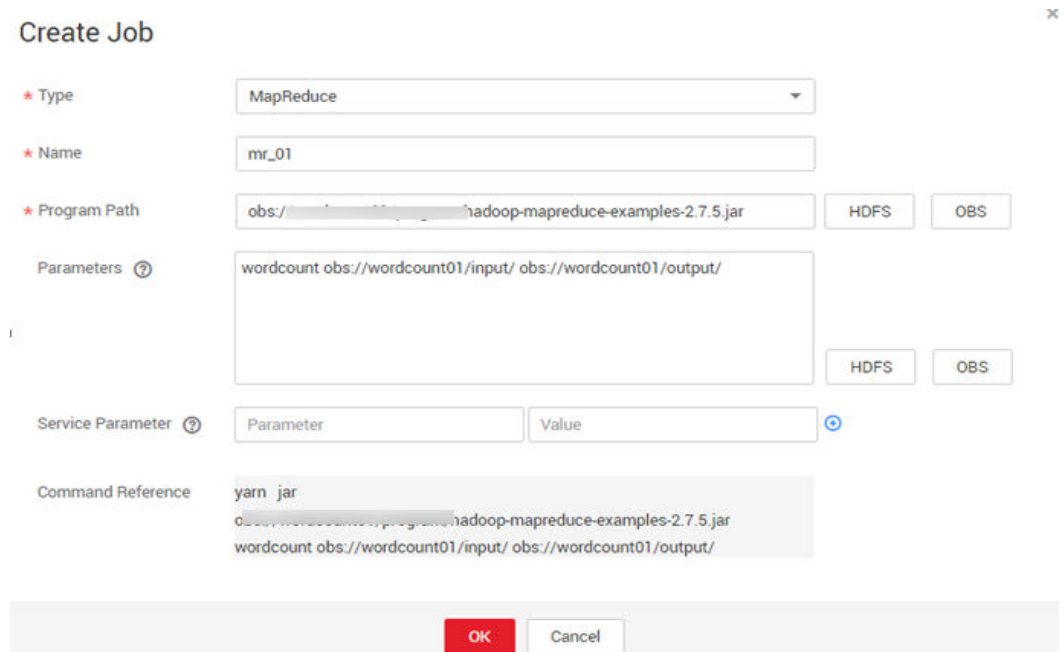 Create Job
* Type
MapReduce
* Name
mr_01
* Program Path
obs:/ hadoop-mapreduce-examples-2.7.5.jar
HDFS
OBS
Parameters ?
wordcount obs://wordcount01/input/ obs://wordcount01/output/
HDFS
OBS
Service Parameter ?
Parameter
Value
Command Reference
yarn jar
hadoop-mapreduce-examples-2.7.5.jar
wordcount obs://wordcount01/input/ obs://wordcount01/output/
OK
Cancel